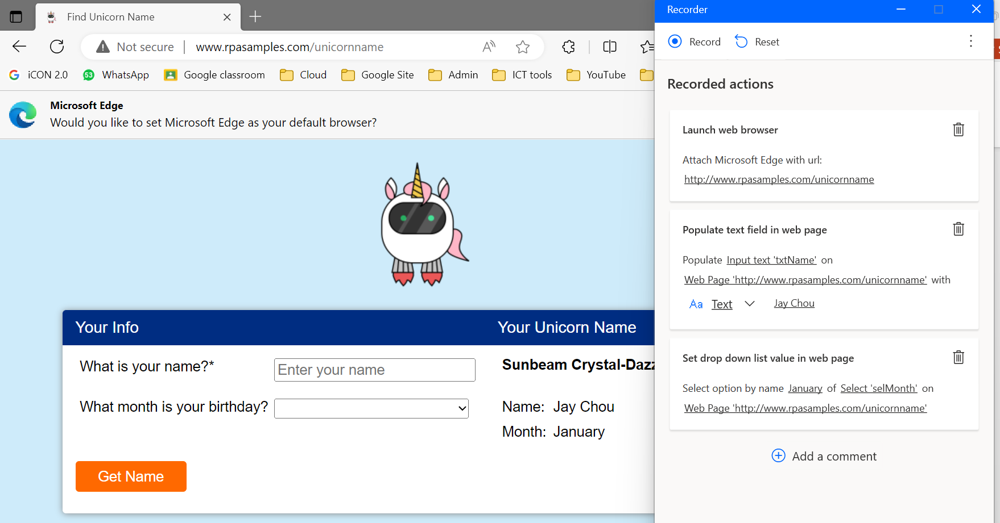 Find Unicorn Name
Not secure
www.rpasamples.com/unicornname
iCON 2.0
53
WhatsApp
Google classroom
Cloud
Google Site
Admin
ICT tools
YouTube
Microsoft Edge
Would you like to set Microsoft Edge as your default browser?
Your Info
Your Unicorn Name
What is your name?*
Enter your name
Sunbeam Crystal-Dazz
What month is your birthday?
Name: Jay Chou
Month: January
Get Name
Recorder
Record
Reset
Recorded actions
Launch web browser
Attach Microsoft Edge with url:
http://www.rpasamples.com/unicornname
Populate text field in web page
Populate Input text 'txtName' on
Web Page 'http://www.rpasamples.com/unicornname' with
Aa Text Jay Chou
Set drop down list value in web page
Select option by name January of Select 'selMonth' on
Web Page 'http://www.rpasamples.com/unicornname'
Add a comment